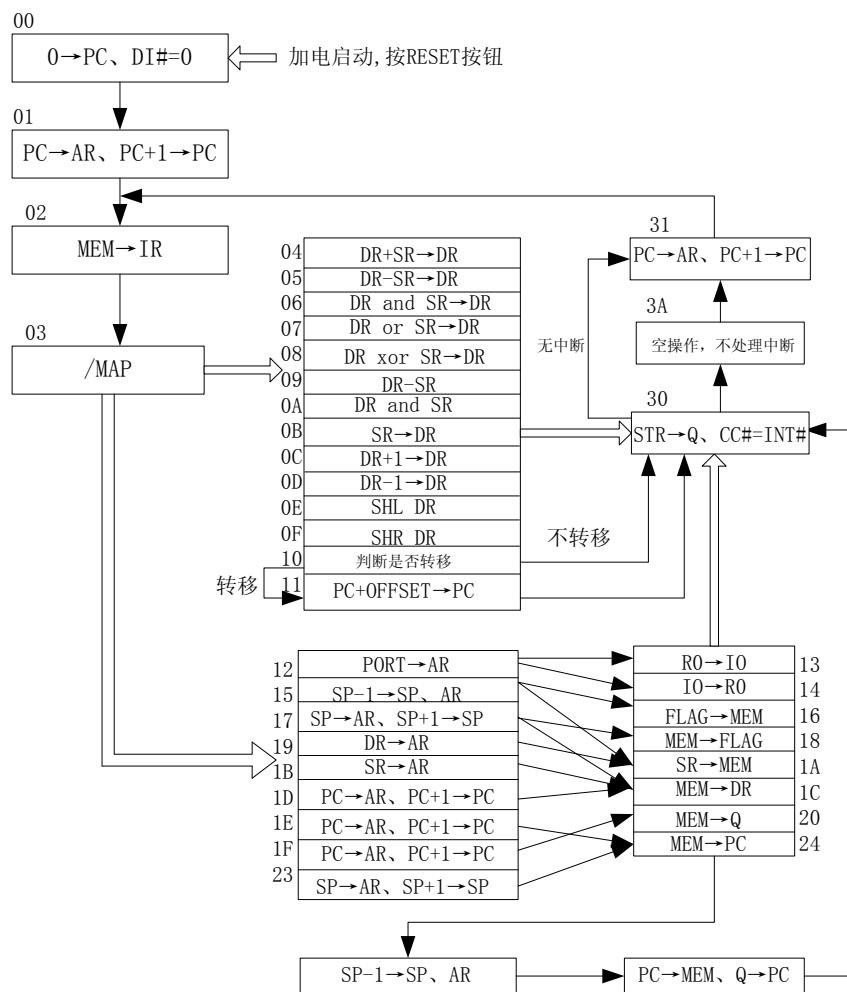 00
0→PC、DI#=0
加电启动,按RESET按钮
01
PC→AR、PC+1→PC
02
MEM→IR
03
/MAP
04
DR+SR→DR
05
DR-SR→DR
06
DR and SR→DR
07
DR or SR→DR
08
DR xor SR→DR
09
DR-SR
0A
DR and SR
0B
SR→DR
0C
DR+1→DR
0D
DR-1→DR
0E
SHL DR
0F
SHR DR
10
判断是否转移
11
PC+OFFSET→PC
转移
不转移
31
PC→AR、PC+1→PC
3A
空操作，不处理中断
无中断
30
STR→Q、CC#=INT#
12
PORT→AR
15
SP-1→SP、AR
17
SP→AR、SP+1→SP
19
DR→AR
1B
SR→AR
1D
PC→AR、PC+1→PC
1E
PC→AR、PC+1→PC
1F
PC→AR、PC+1→PC
23
SP→AR、SP+1→SP
R0→IO
13
IO→R0
14
FLAG→MEM
16
MEM→FLAG
18
SR→MEM
1A
MEM→DR
1C
MEM→Q
20
MEM→PC
24
SP-1→SP、AR
PC→MEM、Q→PC